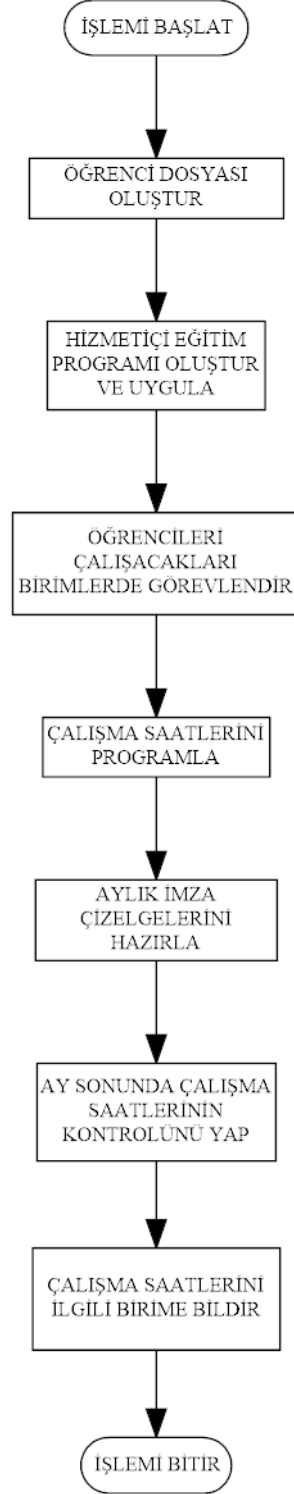 İŞLEMİ BAŞLAT
ÖĞRENCİ DOSYASI
OLUŞTUR
HİZMETİÇİ EĞİTİM
PROGRAMI OLUŞTUR
VE UYGULA
ÖĞRENCİLERİ
ÇALIŞACAKLARI
BİRİMLERDE GÖREVLENDİR
ÇALIŞMA SAATLERİNİ
PROGRAMLA
AYLIK İMZA
ÇİZELGELERİNİ
HAZIRLA
AY SONUNDA ÇALIŞMA
SAATLERİNİN
KONTROLÜNÜ YAP
ÇALIŞMA SAATLERİNİ
İLGİLİ BİRİME BİLDİR
İŞLEMİ BİTİR